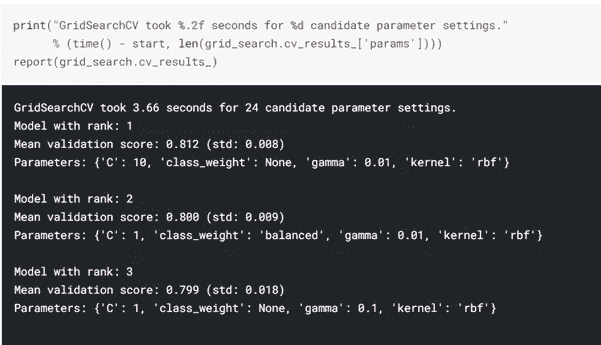 print("GridSearchCV took %.2f seconds for %d candidate parameter settings."
% (time() - start, len(grid_search.cv_results_['params'])))
report(grid_search.cv_results_)
GridSearchCV took 3.66 seconds for 24 candidate parameter settings.
Model with rank: 1
Mean validation score: 0.812 (std: 0.008)
Parameters: {'C': 10, 'class_weight': None, 'gamma': 0.01, 'kernel': 'rbf'}
Model with rank: 2
Mean validation score: 0.800 (std: 0.009)
Parameters: {'C': 1, 'class_weight': 'balanced', 'gamma': 0.01, 'kernel': 'rbf'}
Model with rank: 3
Mean validation score: 0.799 (std: 0.018)
Parameters: {'C': 1, 'class_weight': None, 'gamma': 0.1, 'kernel': 'rbf'}